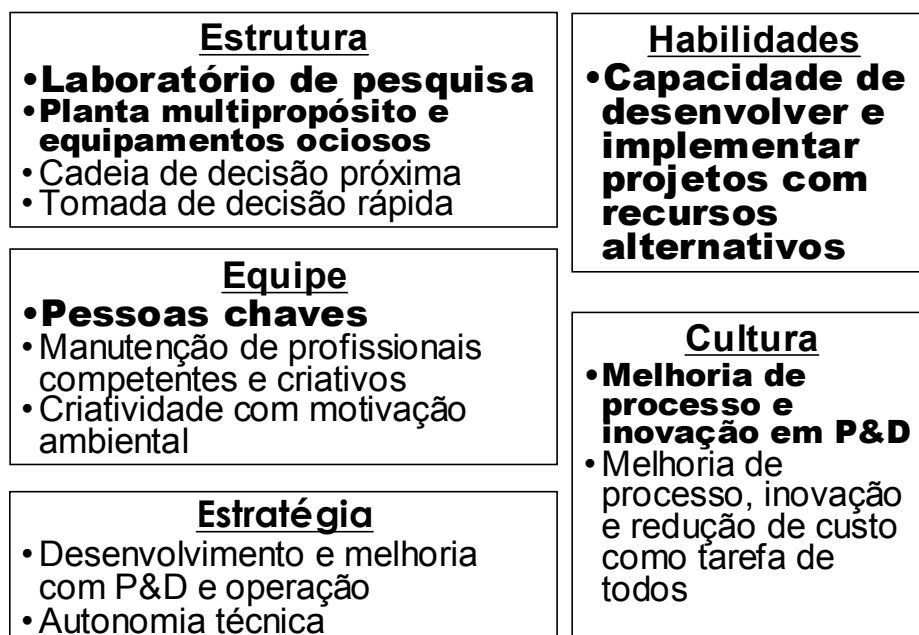 Estrutura
•Laboratório de pesquisa
•Planta multipropósito e
equipamentos ociosos
•Cadeia de decisão próxima
•Tomada de decisão rápida
Equipe
•Pessoas chaves
•Manutenção de profissionais
competentes e criativos
•Criatividade com motivação
ambiental
Estratégia
•Desenvolvimento e melhoria
com P&D e operação
•Autonomia técnica
Habilidades
•Capacidade de
desenvolver e
implementar
projetos com
recursos
alternativos
Cultura
•Melhoria de
processo e
inovação em P&D
•Melhoria de
processo, inovação
e redução de custo
como tarefa de
todos